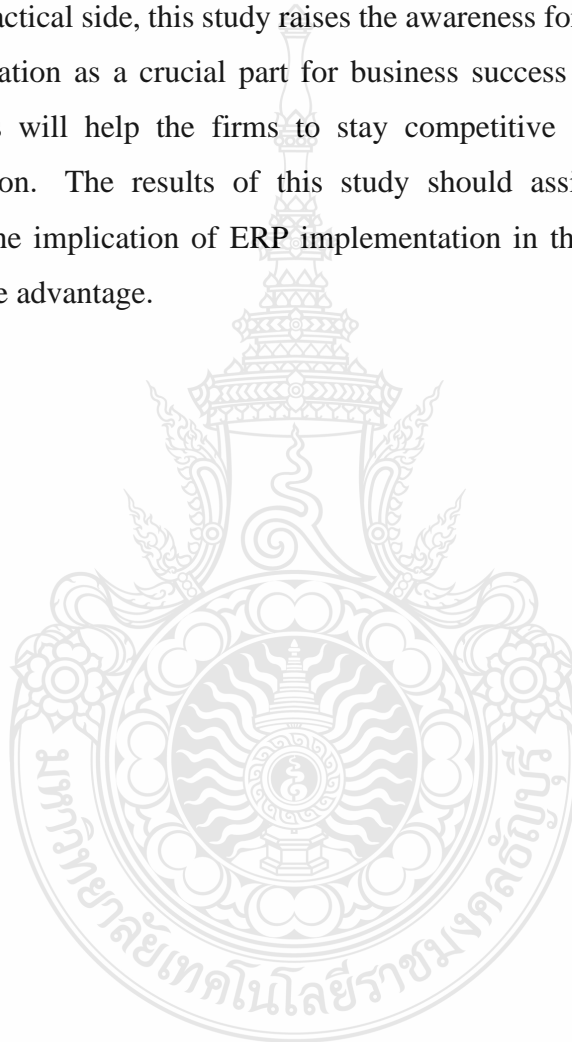 actical side, this study raises the awareness fo
ation as a crucial part for business success
s will help the firms to stay competitive
on. The results of this study should assi
ne implication of ERP implementation in th
e advantage.
มหาวิทยาลัยเทคโนโลยีราชมงคลธัญบุรี